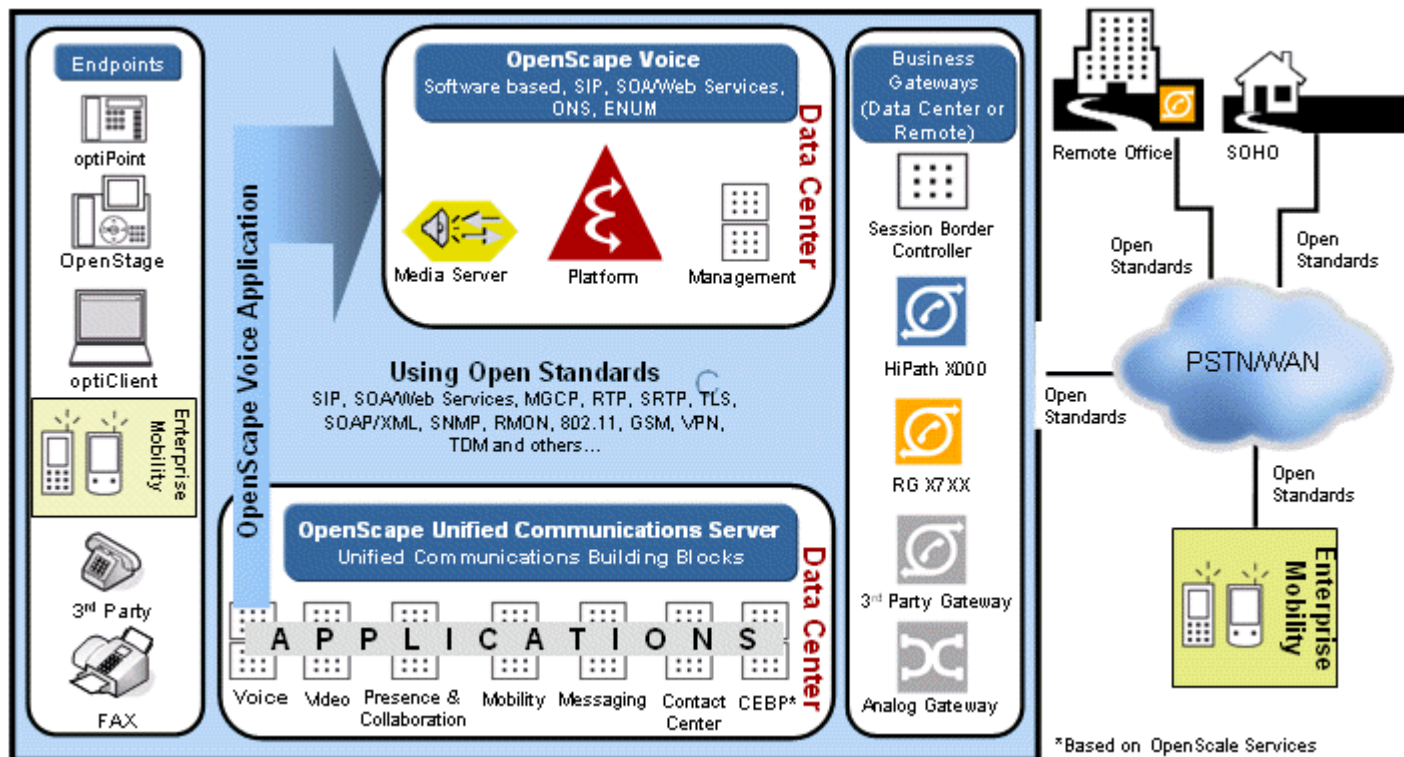 Endpoints
optiPoint
OpenStage
optiClient
Enterprise
Mobility
3rd Party
FAX
OpenScape Voice Application
OpenScape Voice
Software based, SIP, SOA/Web Services,
ONS, ENUM
Data Center
Media Server
Platform
Management
Using Open Standards
C
SIP, SOA/Web Services, MGCP, RTP, SRTP, TLS,
SOAP/XML, SNMP, RMON, 802.11, GSM, VPN,
TDM and others...
OpenScape Unified Communications Server
Unified Communications Building Blocks
Data Center
APPLICATIONS
Voice
Video
Presence &
Collaboration
Mobility
Messaging
Contact
Center
CEBP*
Business
Gateways
(Data Center or
Remote)
Session Border
Controller
HiPath X000
RG X7XX
3rd Party Gateway
Analog Gateway
Remote Office
SOHO
Open
Standards
Open
Standards
PSTN/WAN
Open
Standards
Open
Standards
Enterprise
Mobility
*Based on OpenScale Services